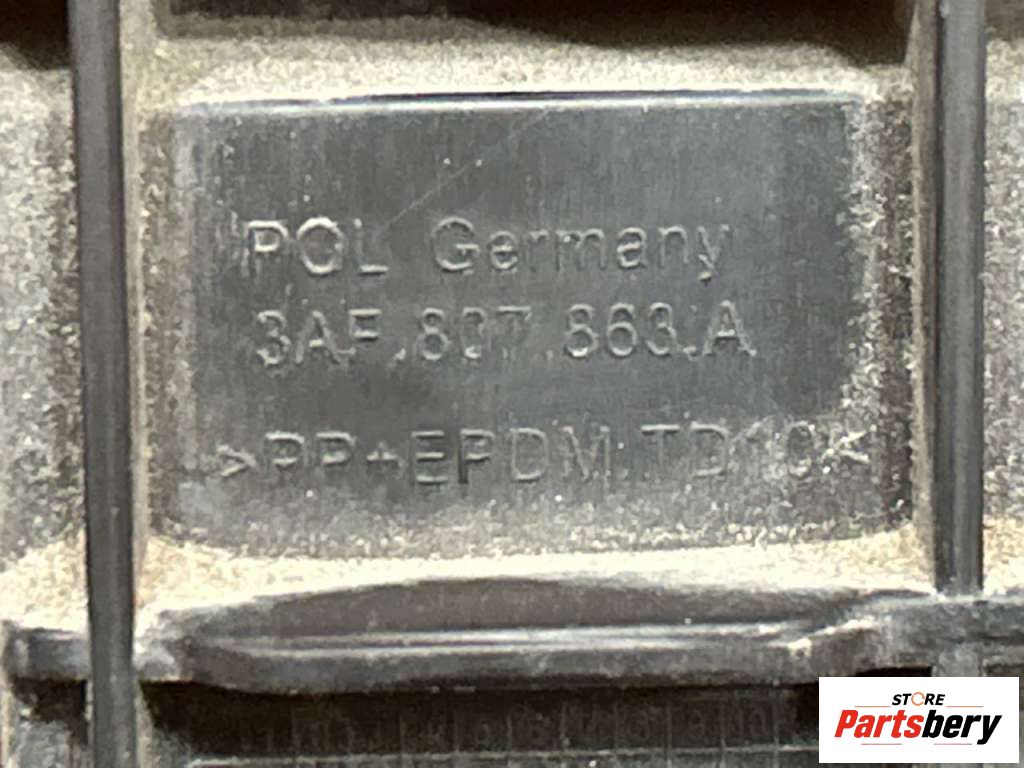 POL Germany
3AF.807.863.A
>PP+EPDM.TD10<
STORE
Partsbery